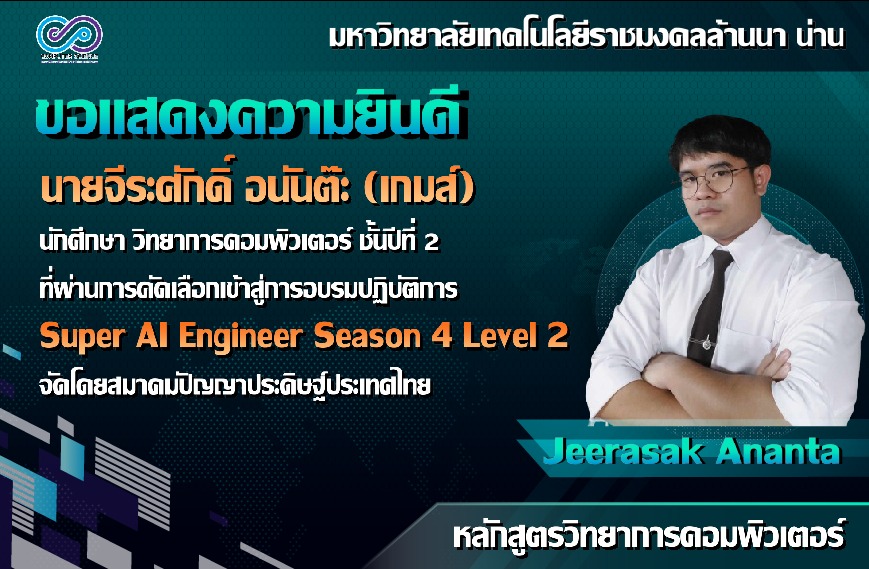 มหาวิทยาลัยเทคโนโลยีราชมงคลล้านนา น่าน
ขอแสดงความยินดี
นายจีระศักดิ์ อนันต๊ะ (เกมส์)
นักศึกษา วิทยาการคอมพิวเตอร์ ชั้นปีที่ 2
ที่ผ่านการคัดเลือกเข้าสู่การอบรมปฏิบัติการ
Super AI Engineer Season 4 Level 2
จัดโดยสมาคมปัญญาประดิษฐ์ประเทศไทย
Jeerasak Ananta
หลักสูตรวิทยาการคอมพิวเตอร์